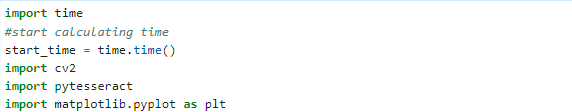 import time
#start calculating time
start_time = time.time()
import cv2
import pytesseract
import matplotlib.pyplot as plt